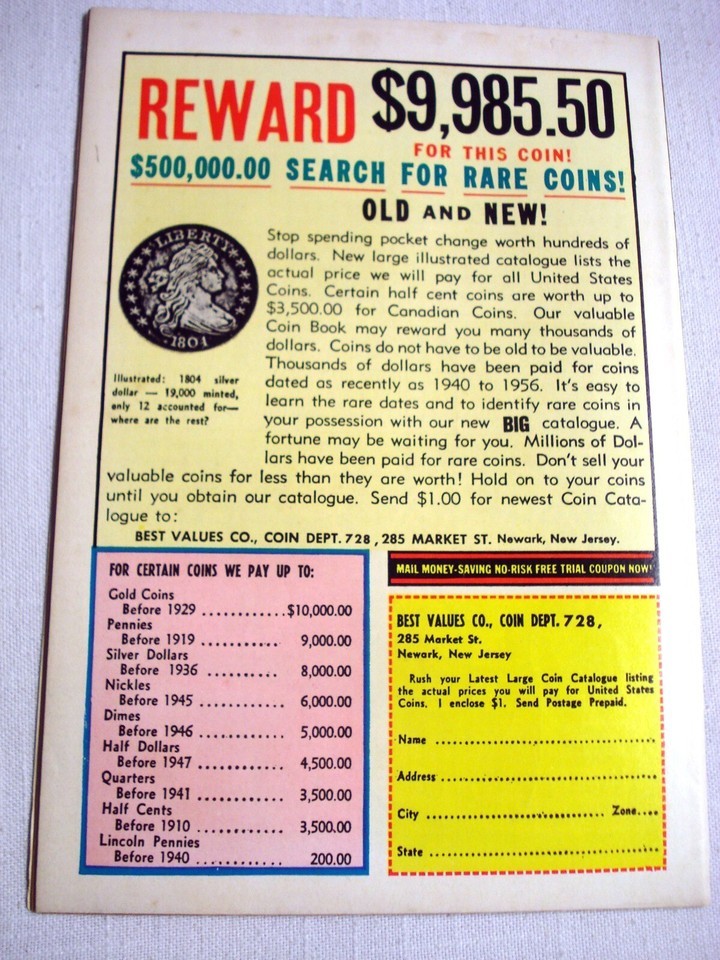 REWARD $9,985.50
FOR THIS COIN!
$500,000.00 SEARCH FOR RARE COINS!
OLD AND NEW!
LIBERTY
1804
Illustrated: 1804 silver
dollar — 19,000 minted,
only 12 accounted for—
where are the rest?
Stop spending pocket change worth hundreds of
dollars. New large illustrated catalogue lists the
actual price we will pay for all United States
Coins. Certain half cent coins are worth up to
$3,500.00 for Canadian Coins. Our valuable
Coin Book may reward you many thousands of
dollars. Coins do not have to be old to be valuable.
Thousands of dollars have been paid for coins
dated as recently as 1940 to 1956. It's easy to
learn the rare dates and to identify rare coins in
your possession with our new BIG catalogue. A
fortune may be waiting for you. Millions of Dol-
lars have been paid for rare coins. Don't sell your
valuable coins for less than they are worth! Hold on to your coins
until you obtain our catalogue. Send $1.00 for newest Coin Cata-
logue to:
BEST VALUES CO., COIN DEPT. 728, 285 MARKET ST. Newark, New Jersey.
FOR CERTAIN COINS WE PAY UP TO:
Gold Coins
Before 1929 ............$10,000.00
Pennies
Before 1919 ........... 9,000.00
Silver Dollars
Before 1936 ........... 8,000.00
Nickles
Before 1945 ............ 6,000.00
Dimes
Before 1946 ............ 5,000.00
Half Dollars
Before 1947 ............ 4,500.00
Quarters
Before 1941 ............ 3,500.00
Half Cents
Before 1910 ............ 3,500.00
Lincoln Pennies
Before 1940 ............ 200.00
MAIL MONEY-SAVING NO-RISK FREE TRIAL COUPON NOW!
BEST VALUES CO., COIN DEPT. 728,
285 Market St.
Newark, New Jersey
Rush your Latest Large Coin Catalogue listing
the actual prices you will pay for United States
Coins. I enclose $1. Send Postage Prepaid.
Name ........................................
Address ........................................
City ................................ Zone....
State ........................................